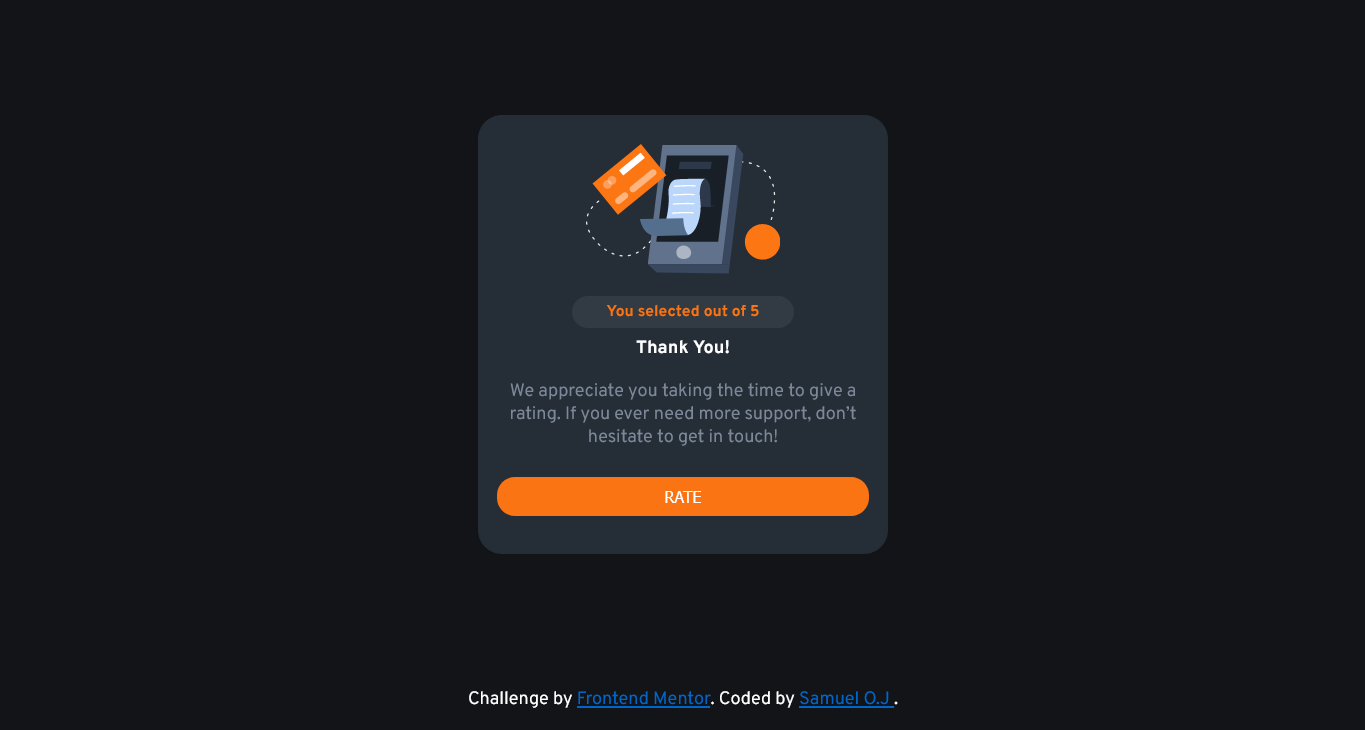 You selected out of 5
Thank You!
We appreciate you taking the time to give a
rating. If you ever need more support, don’t
hesitate to get in touch!
RATE
Challenge by Frontend Mentor. Coded by Samuel O.J .